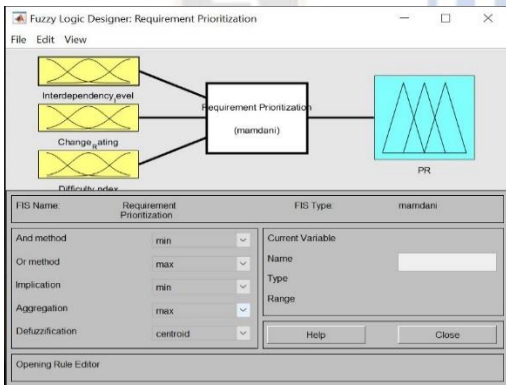 Fuzzy Logic Designer: Requirement Prioritization
File Edit View
Interdependency_level
Change_Rating
DifficultyIndex
Requirement Prioritization
(mamdani)
PR
FIS Name: Requirement Prioritization FIS Type: mamdani
And method min
Or method max
Implication min
Aggregation max
Defuzzification centroid
Current Variable
Name
Type
Range
Help Close
Opening Rule Editor